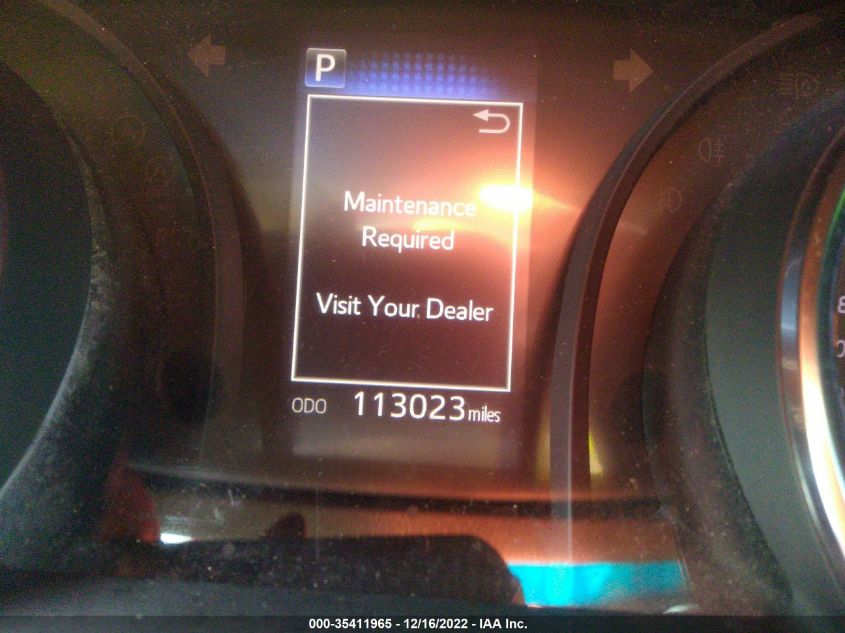 P
Maintenance
Required
Visit Your Dealer
ODO 113023 miles
000-35411965 - 12/16/2022 - IAA Inc.